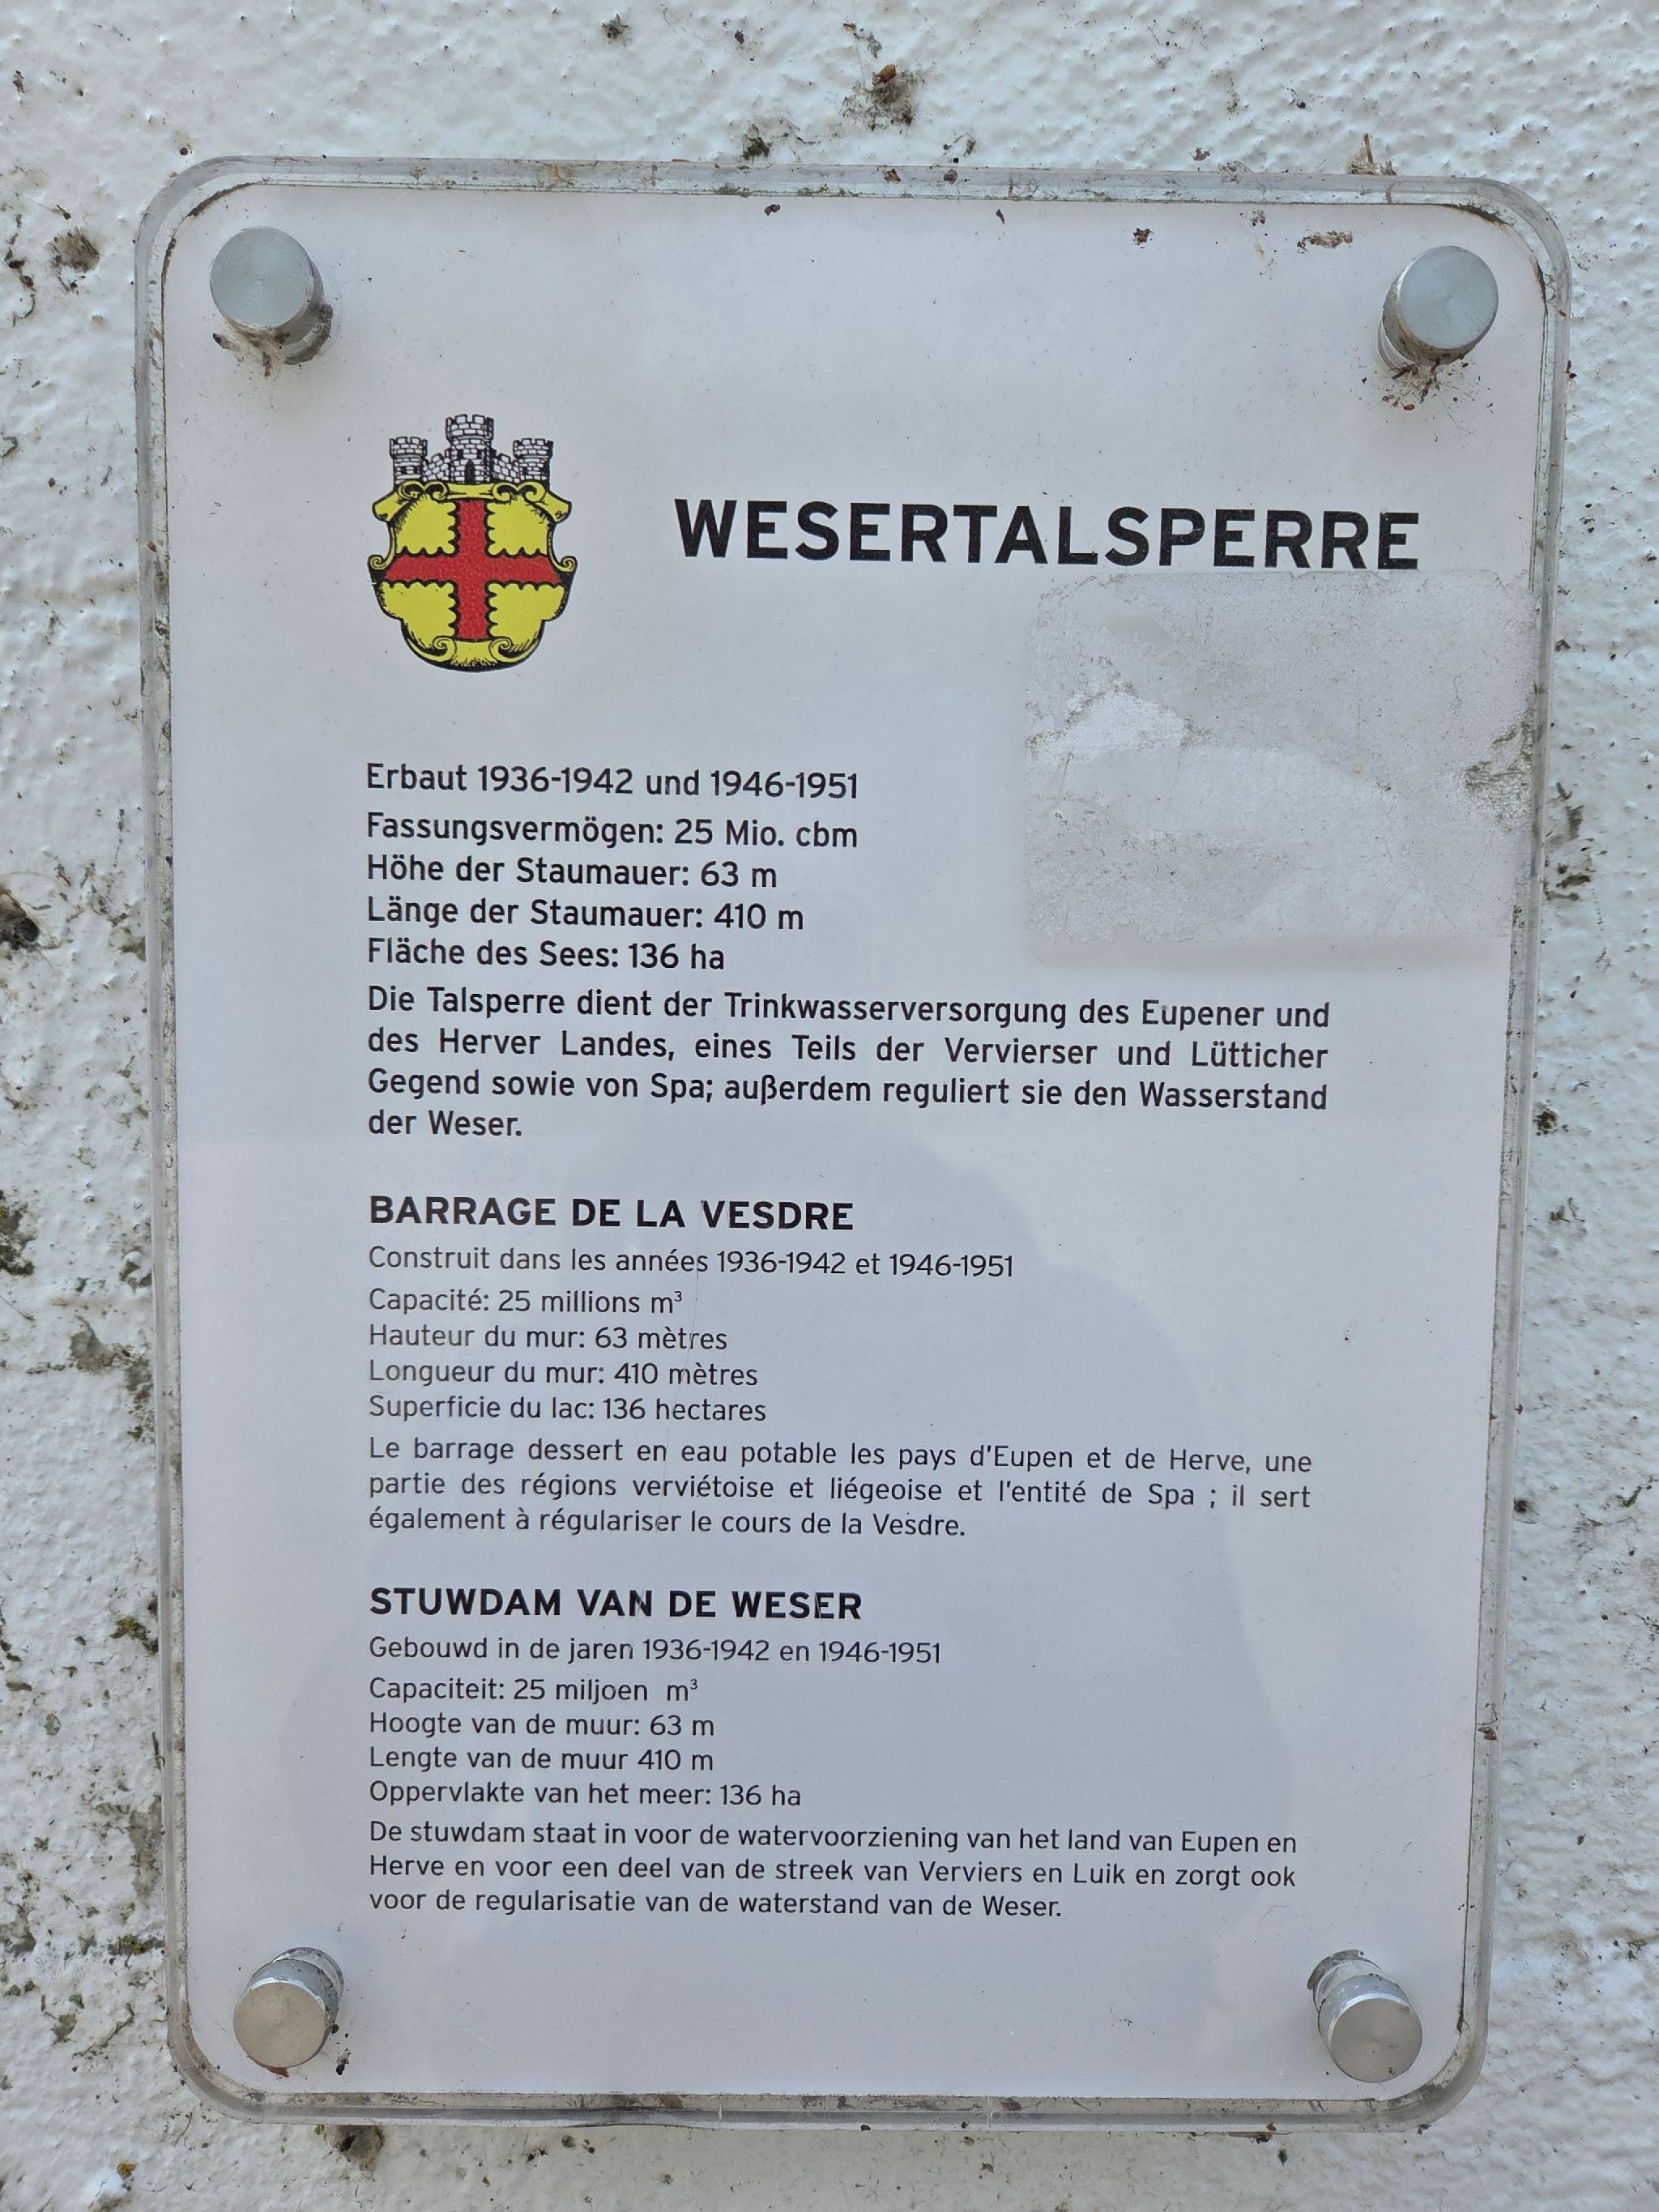 WESERTALSPERRE
Erbaut 1936-1942 und 1946-1951
Fassungsvermögen: 25 Mio. cbm
Höhe der Staumauer: 63 m
Länge der Staumauer: 410 m
Fläche des Sees: 136 ha
Die Talsperre dient der Trinkwasserversorgung des Eupener und
des Herver Landes, eines Teils der Vervierser und Lütticher
Gegend sowie von Spa; außerdem reguliert sie den Wasserstand
der Weser.
BARRAGE DE LA VESDRE
Construit dans les années 1936-1942 et 1946-1951
Capacité: 25 millions m³
Hauteur du mur: 63 mètres
Longueur du mur: 410 mètres
Superficie du lac: 136 hectares
Le barrage dessert en eau potable les pays d'Eupen et de Herve, une
partie des régions verviétoise et liégeoise et l'entité de Spa ; il sert
également à régulariser le cours de la Vesdre.
STUWDAM VAN DE WESER
Gebouwd in de jaren 1936-1942 en 1946-1951
Capaciteit: 25 miljoen m³
Hoogte van de muur: 63 m
Lengte van de muur 410 m
Oppervlakte van het meer: 136 ha
De stuwdam staat in voor de watervoorziening van het land van Eupen en
Herve en voor een deel van de streek van Verviers en Luik en zorgt ook
voor de regularisatie van de waterstand van de Weser.